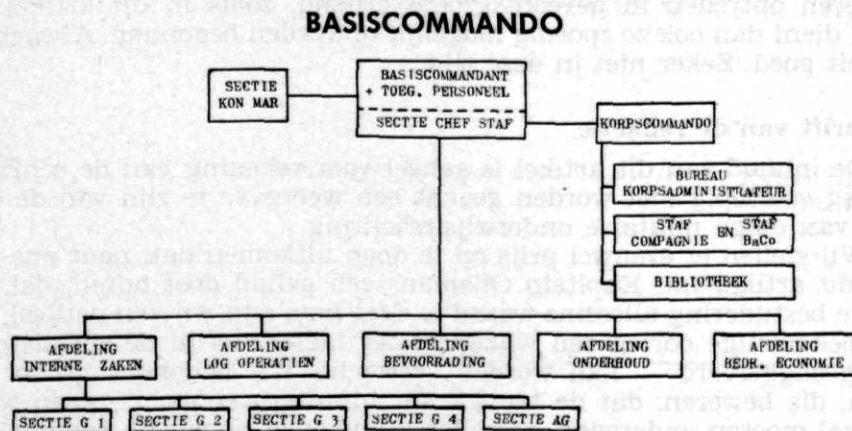 BASISCOMMANDO
SECTIE
KON MAR
BASISCOMMANDANT
+ TOEG. PERSONEEL
SECTIE CHEF STAF
KORPSCOMMANDO
BUREAU
KORPSADMINISTRATEUR
STAF COMPAGNIE EN STAF BaCo
BIBLIOTHEEK
AFDELING
INTERNE ZAKEN
AFDELING
LOG OPERATIEN
AFDELING
BEVOORRADING
AFDELING
ONDERHOUD
AFDELING
BEDR. ECONOMIE
SECTIE G 1
SECTIE G 2
SECTIE G 3
SECTIE G 4
SECTIE AG